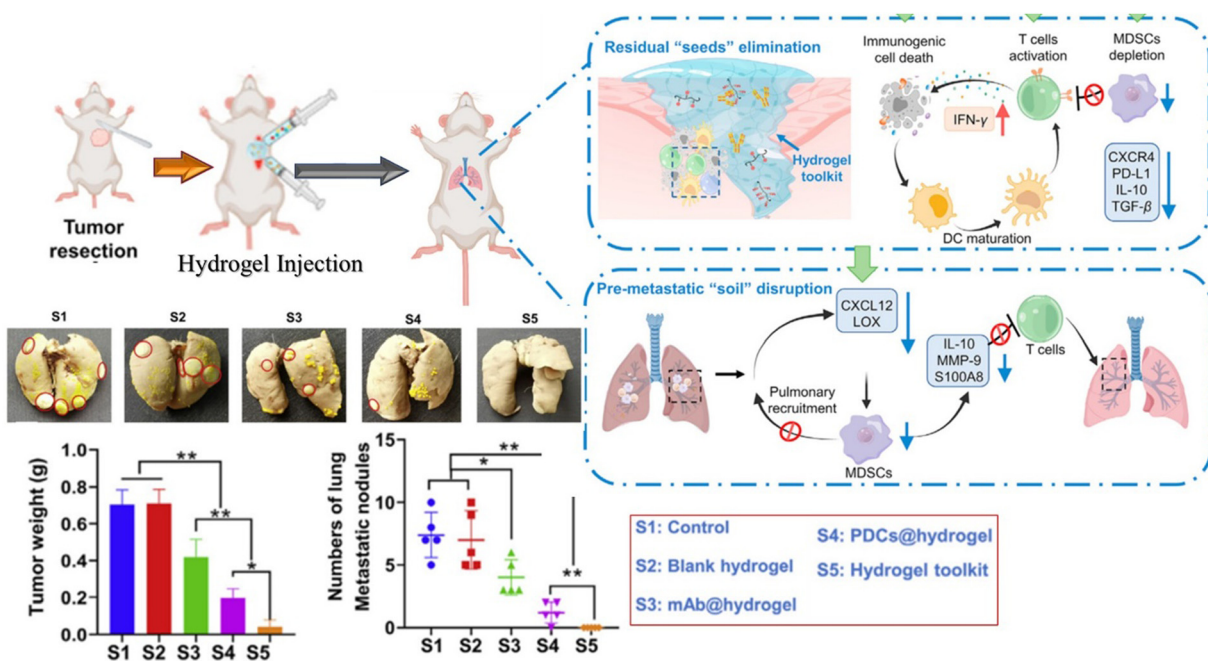 Tumor
resection
Hydrogel Injection
Residual “seeds” elimination
Hydrogel
toolkit
Immunogenic
cell death
T cells
activation
MDSCs
depletion
IFN-γ
DC maturation
CXCR4
PD-L1
IL-10
TGF-β
Pre-metastatic “soil” disruption
CXCL12
LOX
Pulmonary
recruitment
MDSCs
IL-10
MMP-9
S100A8
T cells
S1
S2
S3
S4
S5
Tumor weight (g)
1.0
0.8
0.6
0.4
0.2
0.0
**
**
*
S1 S2 S3 S4 S5
Numbers of lung
Metastatic nodules
15
10
5
0
**
*
**
S1 S2 S3 S4 S5
S1: Control
S2: Blank hydrogel
S3: mAb@hydrogel
S4: PDCs@hydrogel
S5: Hydrogel toolkit